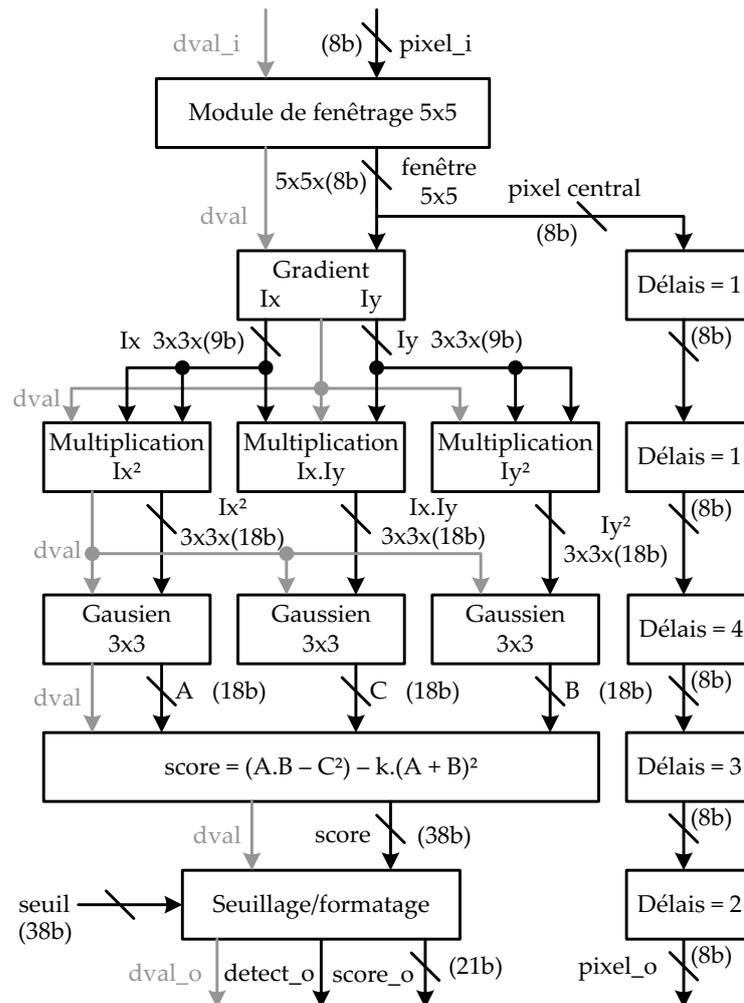 dval_i
(8b)
pixel_i
Module de fenêtrage 5x5
5x5x(8b)
fenêtre
5x5
pixel central
(8b)
dval
Gradient
Ix Iy
Délais = 1
Ix 3x3x(9b)
Iy 3x3x(9b)
(8b)
dval
Multiplication
Ix²
Multiplication
Ix.Iy
Multiplication
Iy²
Délais = 1
Ix²
3x3x(18b)
Ix.Iy
3x3x(18b)
Iy²
3x3x(18b)
(8b)
dval
Gausien
3x3
Gaussien
3x3
Gaussien
3x3
Délais = 4
dval
A (18b)
C (18b)
B (18b)
(8b)
score = (A.B – C²) – k.(A + B)²
Délais = 3
dval
score
(38b)
(8b)
seuil
(38b)
Seuillage/formatage
Délais = 2
dval_o
detect_o
score_o
(21b)
pixel_o
(8b)